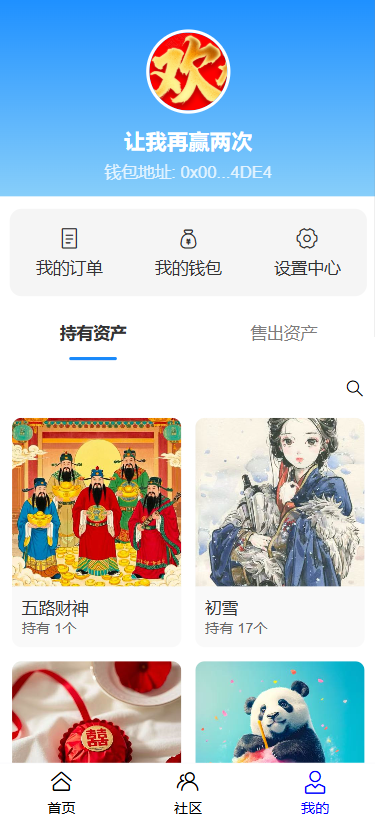 欢
让我再赢两次
钱包地址: 0x00...4DE4
我的订单 我的钱包 设置中心
持有资产 售出资产
五路财神 初雪
持有 1个 持有 17个
囍
首页 社区 我的